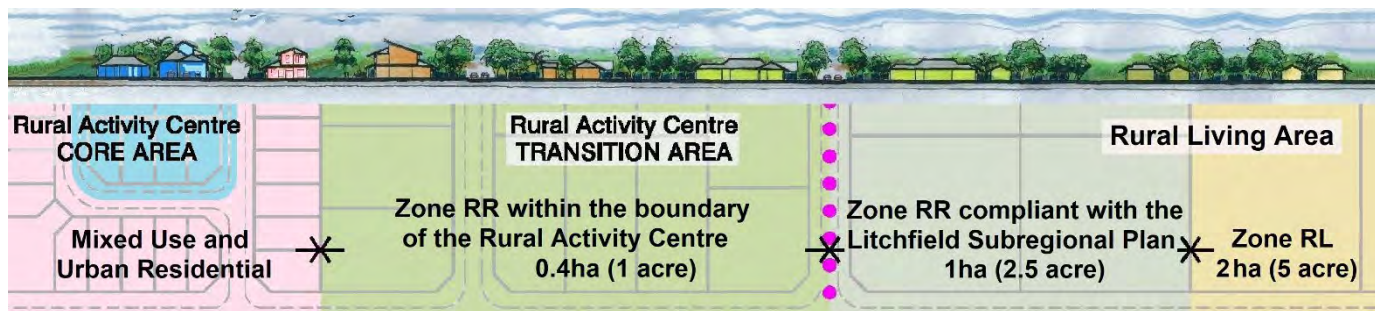 Rural Activity Centre
CORE AREA
Rural Activity Centre
TRANSITION AREA
Rural Living Area
Mixed Use and
Urban Residential
Zone RR within the boundary
of the Rural Activity Centre
0.4ha (1 acre)
Zone RR compliant with the
Litchfield Subregional Plan
1ha (2.5 acre)
Zone RL
2ha (5 acre)